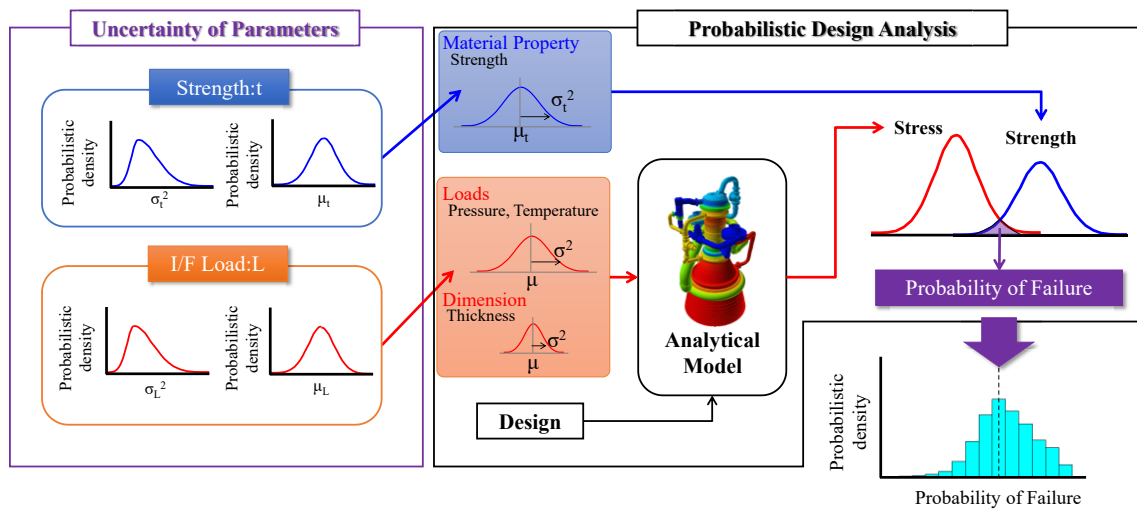 Uncertainty of Parameters
Strength:t
Probabilistic
density
σt²
Probabilistic
density
μt
I/F Load:L
Probabilistic
density
σL²
Probabilistic
density
μL
Probabilistic Design Analysis
Material Property
Strength
σt²
μt
Loads
Pressure, Temperature
σ²
μ
Dimension
Thickness
σ²
μ
Analytical
Model
Design
Stress
Strength
Probability of Failure
Probabilistic
density
Probability of Failure